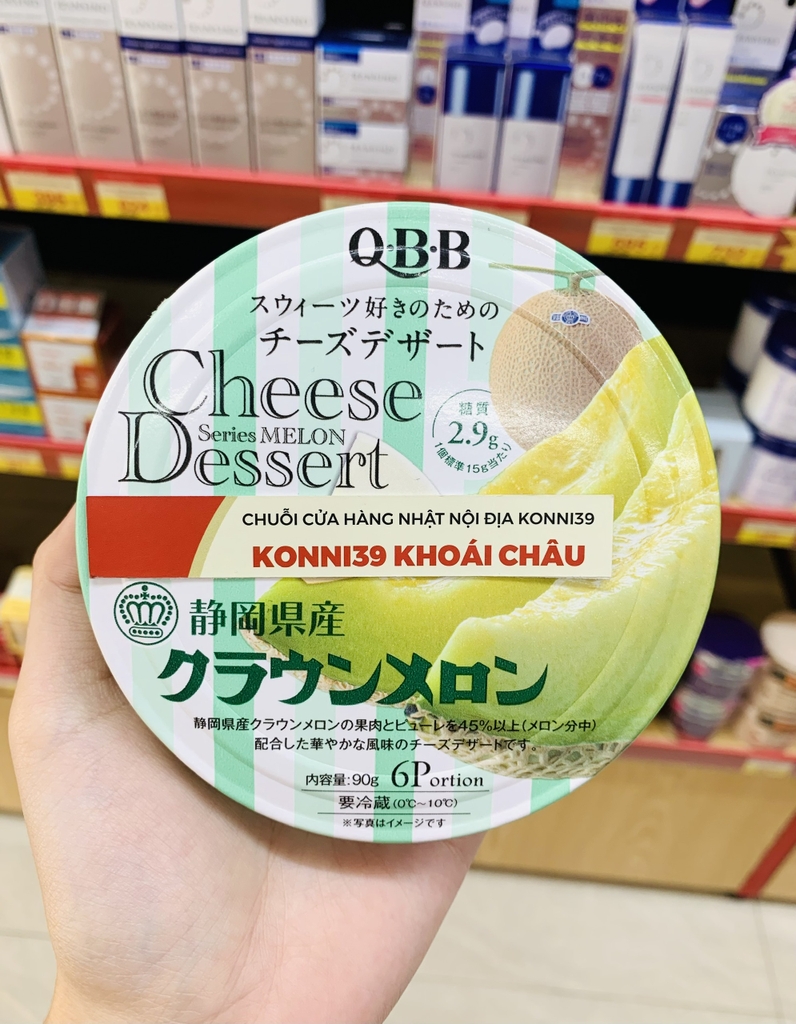 Q·B·B
スウィーツ好きのための
チーズデザート
Cheese
Series MELON
Dessert
糖質
2.9g
1個標準15g当たり
CHUỖI CỬA HÀNG NHẬT NỘI ĐỊA KONNI39
KONNI39 KHOÁI CHÂU
静岡県産
クラウンメロン
静岡県産クラウンメロンの果肉とピューレを45%以上(メロン分中)
配合した華やかな風味のチーズデザートです。
内容量:90g 6Portion
要冷蔵(0℃~10℃)
※写真はイメージです